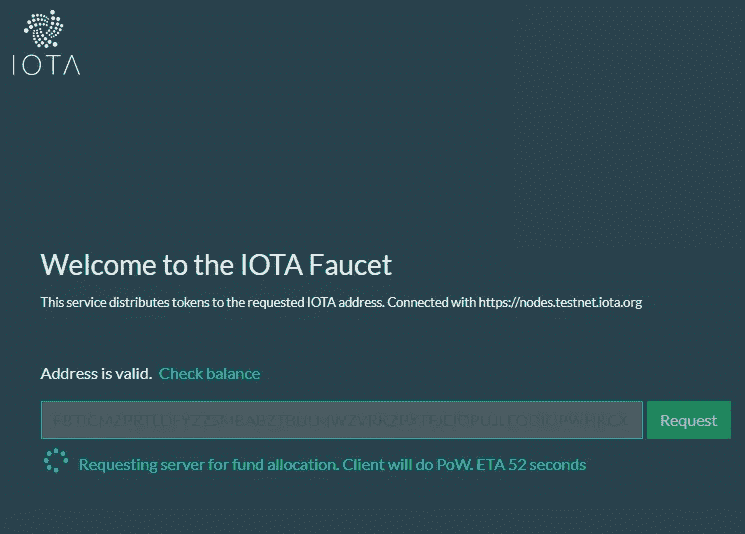 IOTA
Welcome to the IOTA Faucet
This service distributes tokens to the requested IOTA address. Connected with https://nodes.testnet.iota.org
Address is valid. Check balance
Request
Requesting server for fund allocation. Client will do PoW. ETA 52 seconds